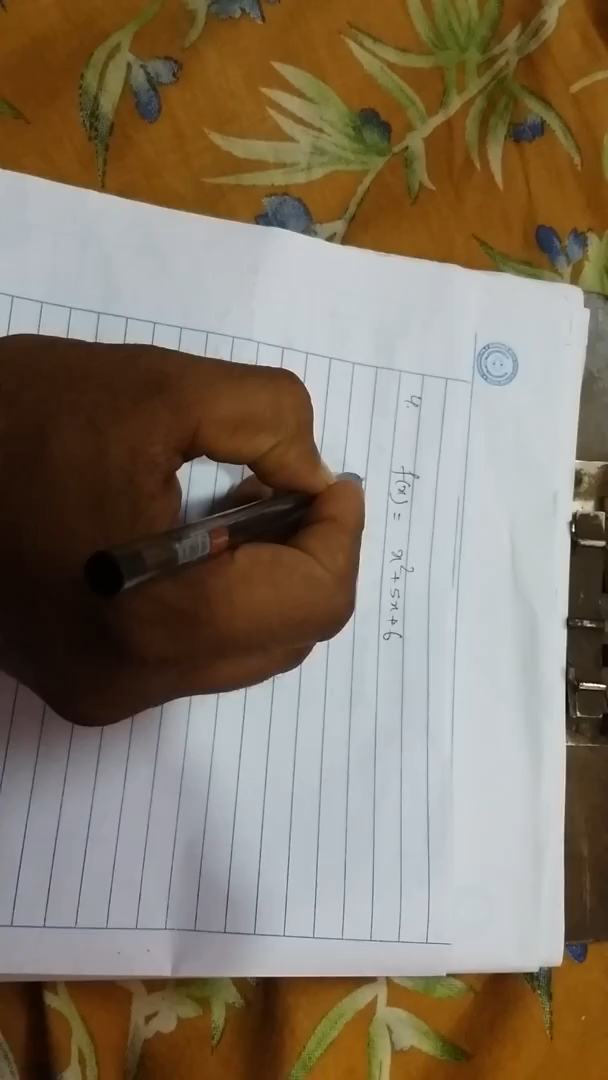 4. f(x) = x² + 5x + 6